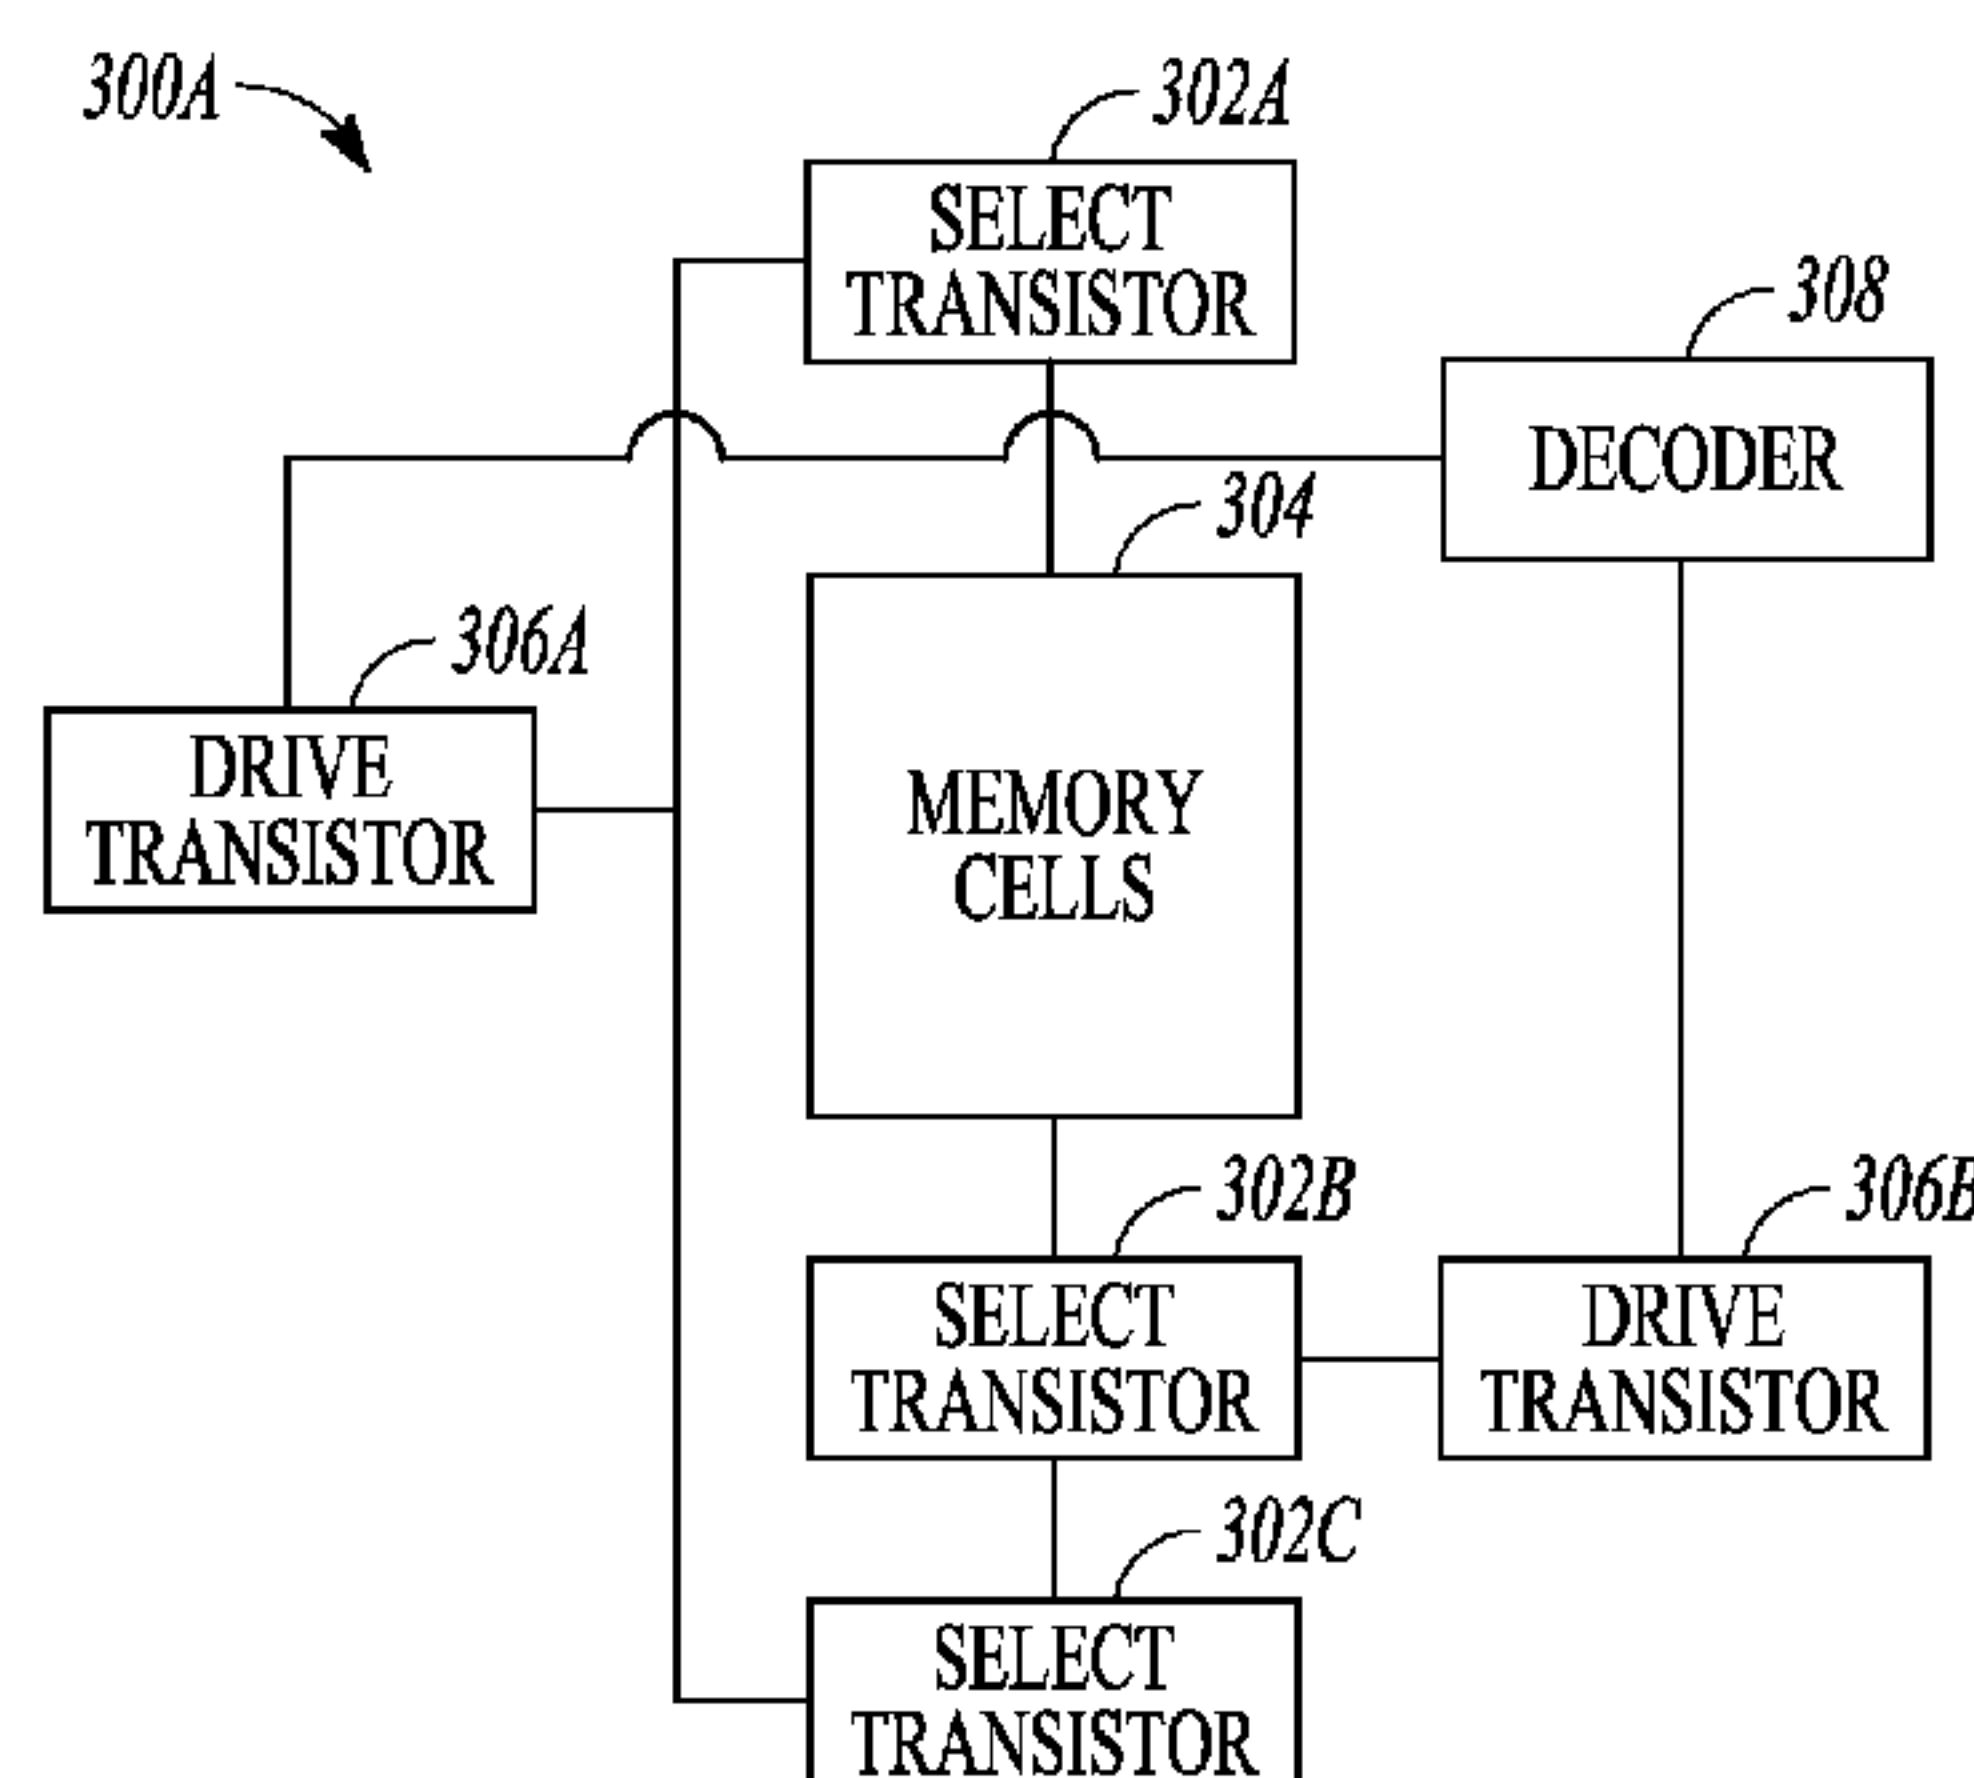 300A
302A
SELECT
TRANSISTOR
308
DECODER
304
306A
DRIVE
TRANSISTOR
MEMORY
CELLS
302B
306B
SELECT
TRANSISTOR
DRIVE
TRANSISTOR
302C
SELECT
TRANSISTOR